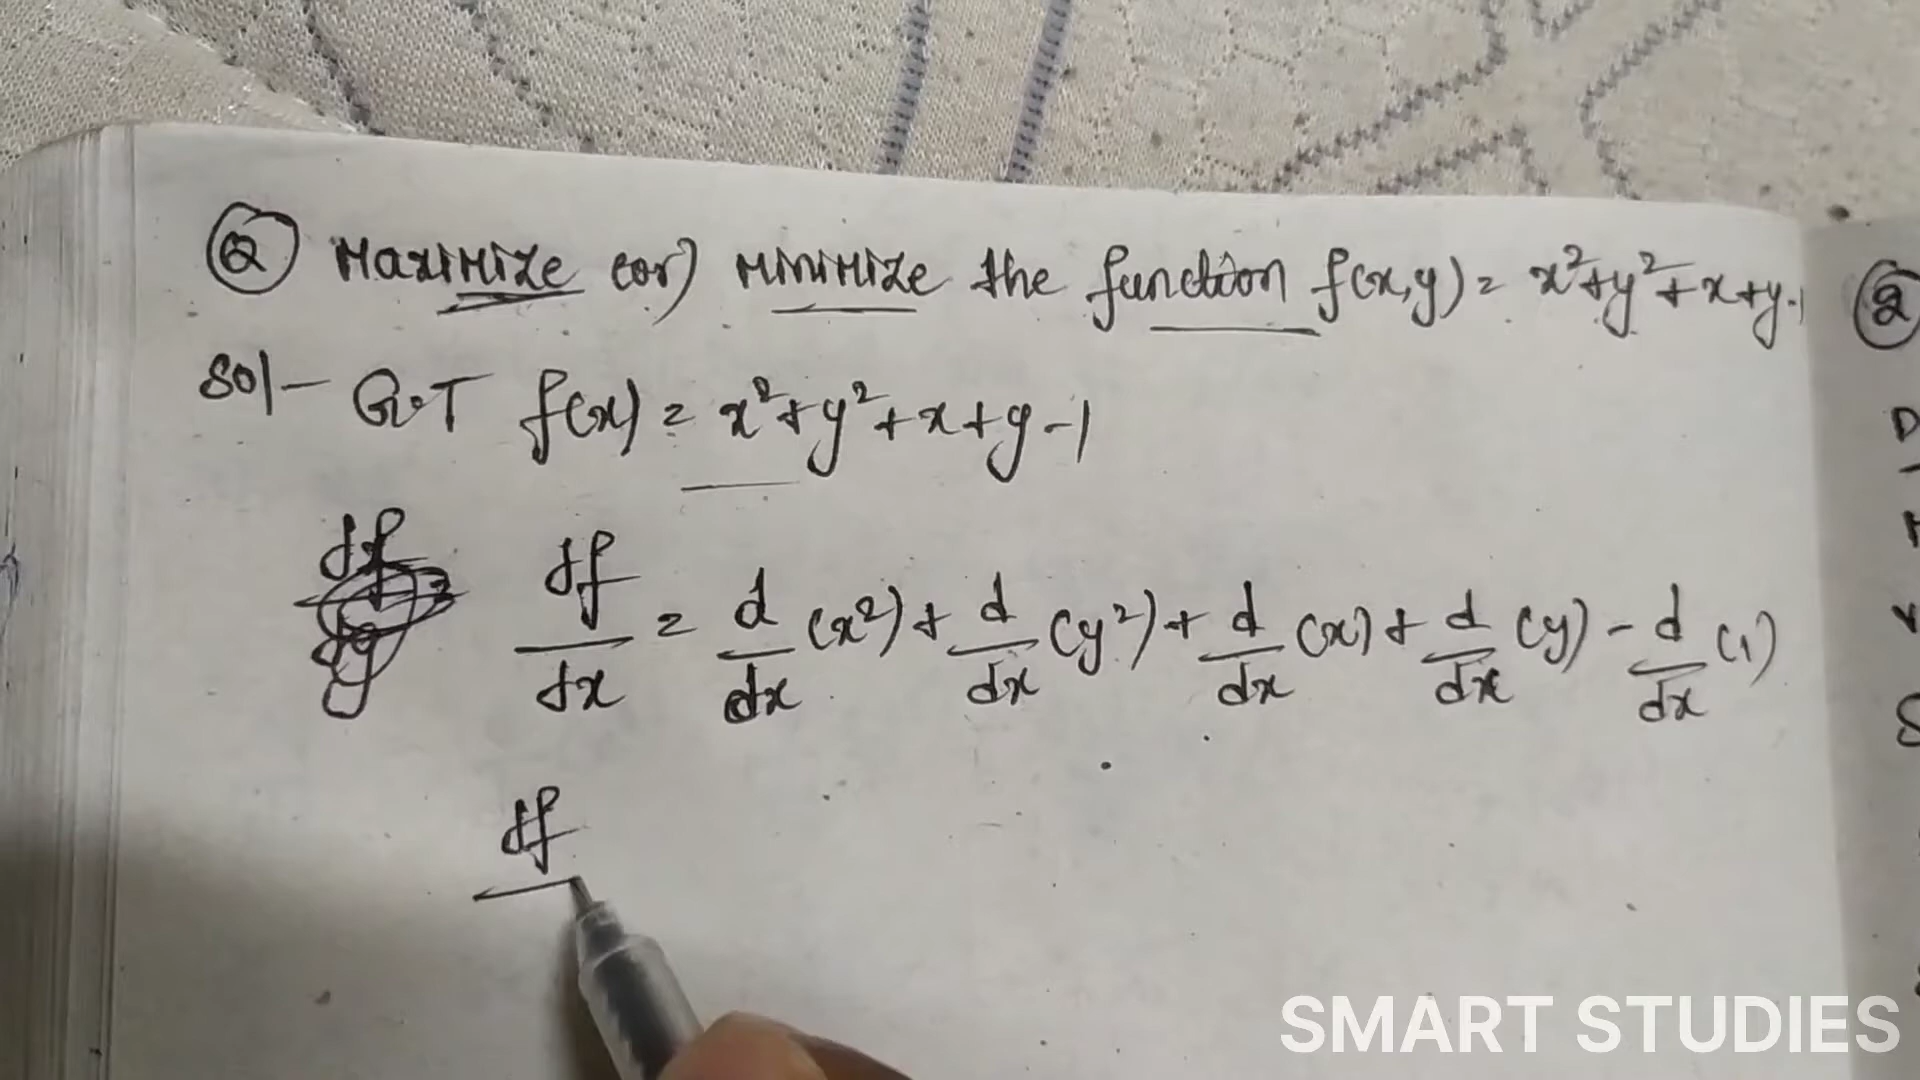 Q Maximize (or) minimize the function f(x,y) = x²+y²+x+y-1
Sol- G.T f(x) = x²+y²+x+y-1
df/dx = d/dx (x²) + d/dx (y²) + d/dx (x) + d/dx (y) - d/dx (1)
df
SMART STUDIES